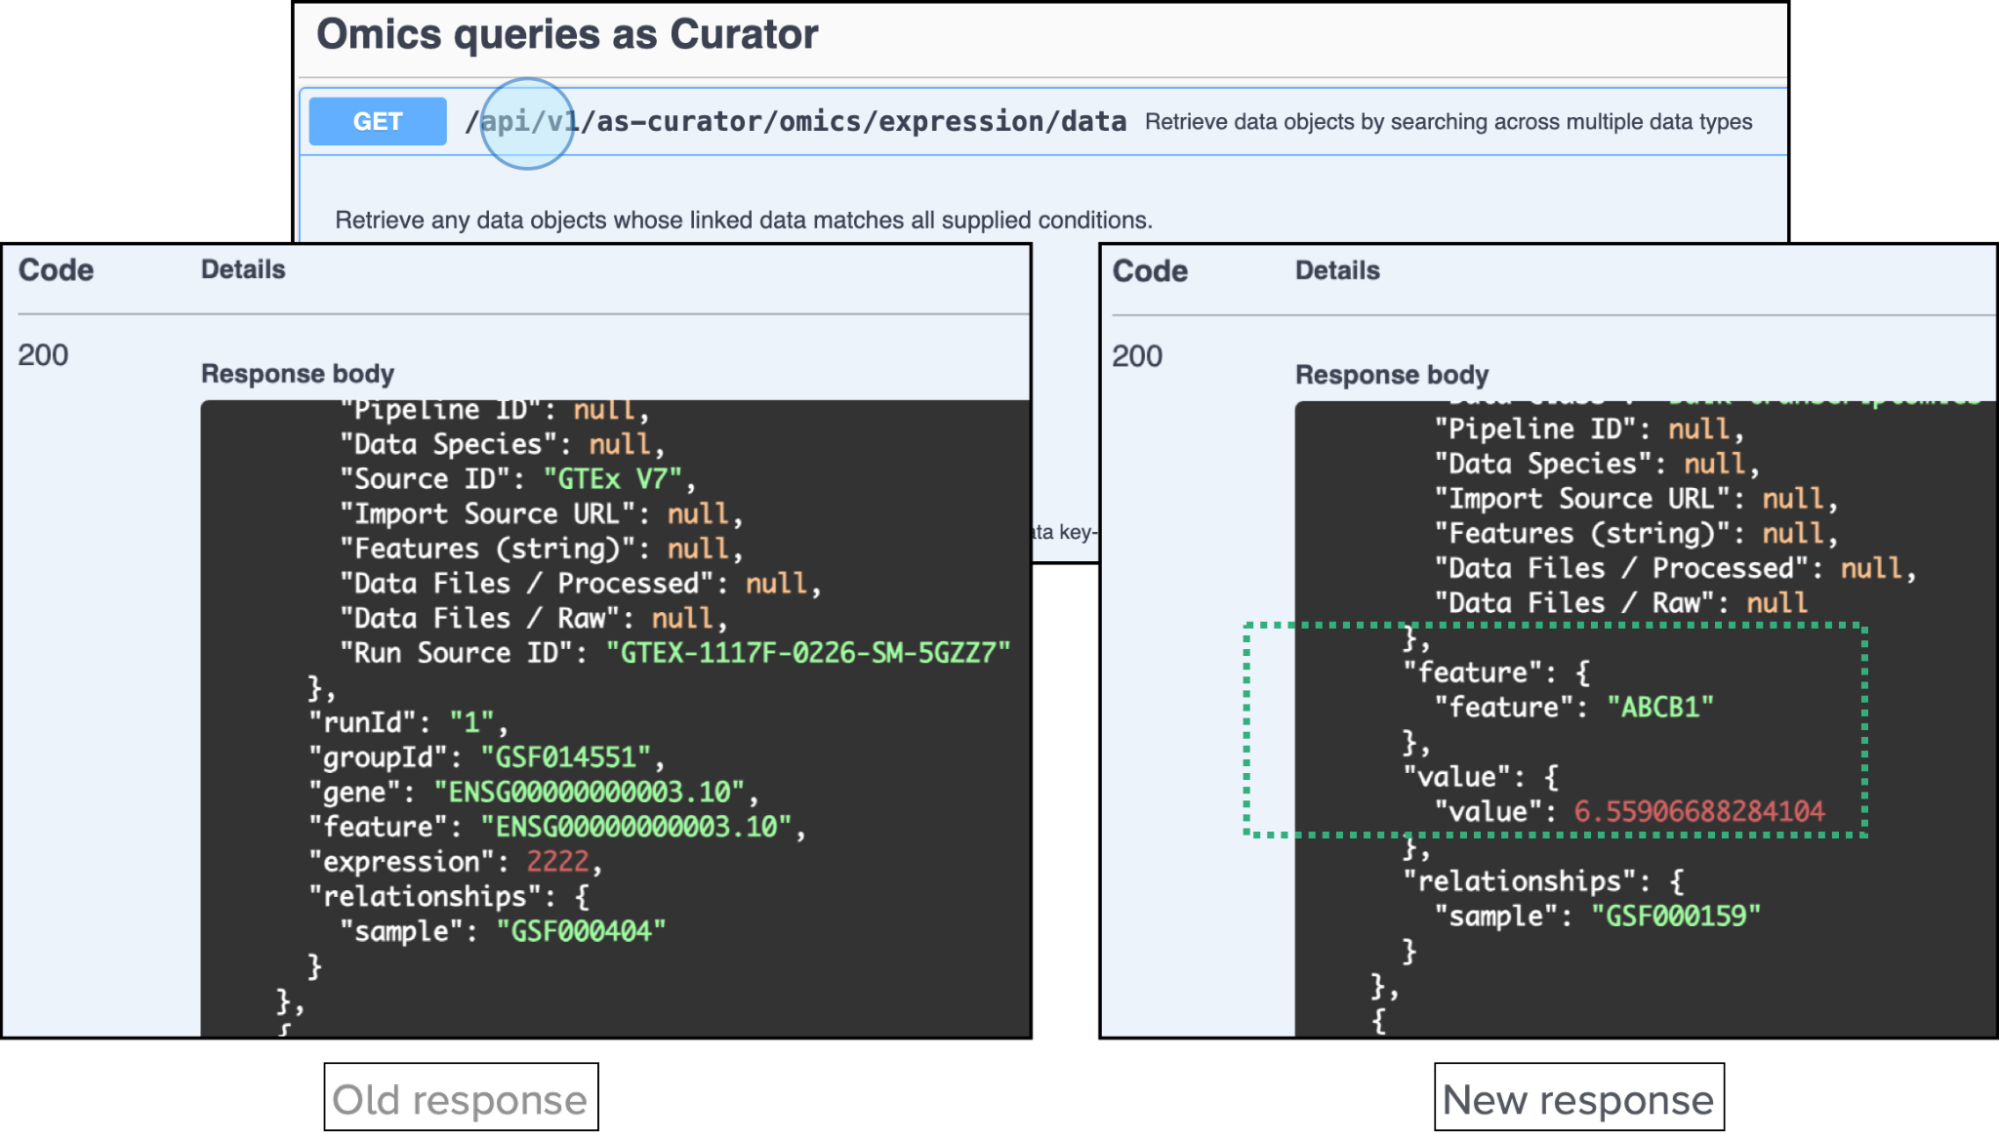 Omics queries as Curator
GET /api/v1/as-curator/omics/expression/data Retrieve data objects by searching across multiple data types
Retrieve any data objects whose linked data matches all supplied conditions.
ta key-
Code Details
200
Response body
"Pipeline ID": null,
"Data Species": null,
"Source ID": "GTEx V7",
"Import Source URL": null,
"Features (string)": null,
"Data Files / Processed": null,
"Data Files / Raw": null,
"Run Source ID": "GTEX-1117F-0226-SM-5GZZ7"
},
"runId": "1",
"groupId": "GSF014551",
"gene": "ENSG00000000003.10",
"feature": "ENSG00000000003.10",
"expression": 2222,
"relationships": {
"sample": "GSF000404"
}
},
{
Old response
Code Details
200
Response body
"Data Class": "Bulk transcriptomics"
"Pipeline ID": null,
"Data Species": null,
"Import Source URL": null,
"Features (string)": null,
"Data Files / Processed": null,
"Data Files / Raw": null
},
"feature": {
"feature": "ABCB1"
},
"value": {
"value": 6.55906688284104
},
"relationships": {
"sample": "GSF000159"
}
},
{
New response